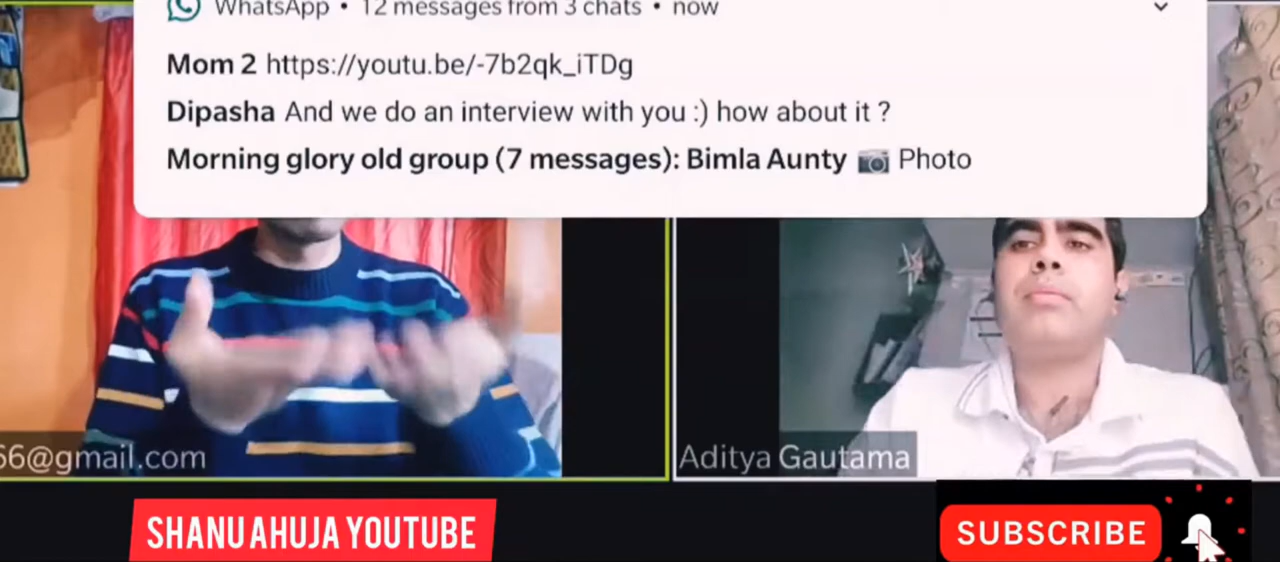 WhatsApp • 12 messages from 3 chats • now
Mom 2 https://youtu.be/-7b2qk_iTDg
Dipasha And we do an interview with you :) how about it ?
Morning glory old group (7 messages): Bimla Aunty 📷 Photo
66@gmail.com
Aditya Gautama
SHANU AHUJA YOUTUBE
SUBSCRIBE